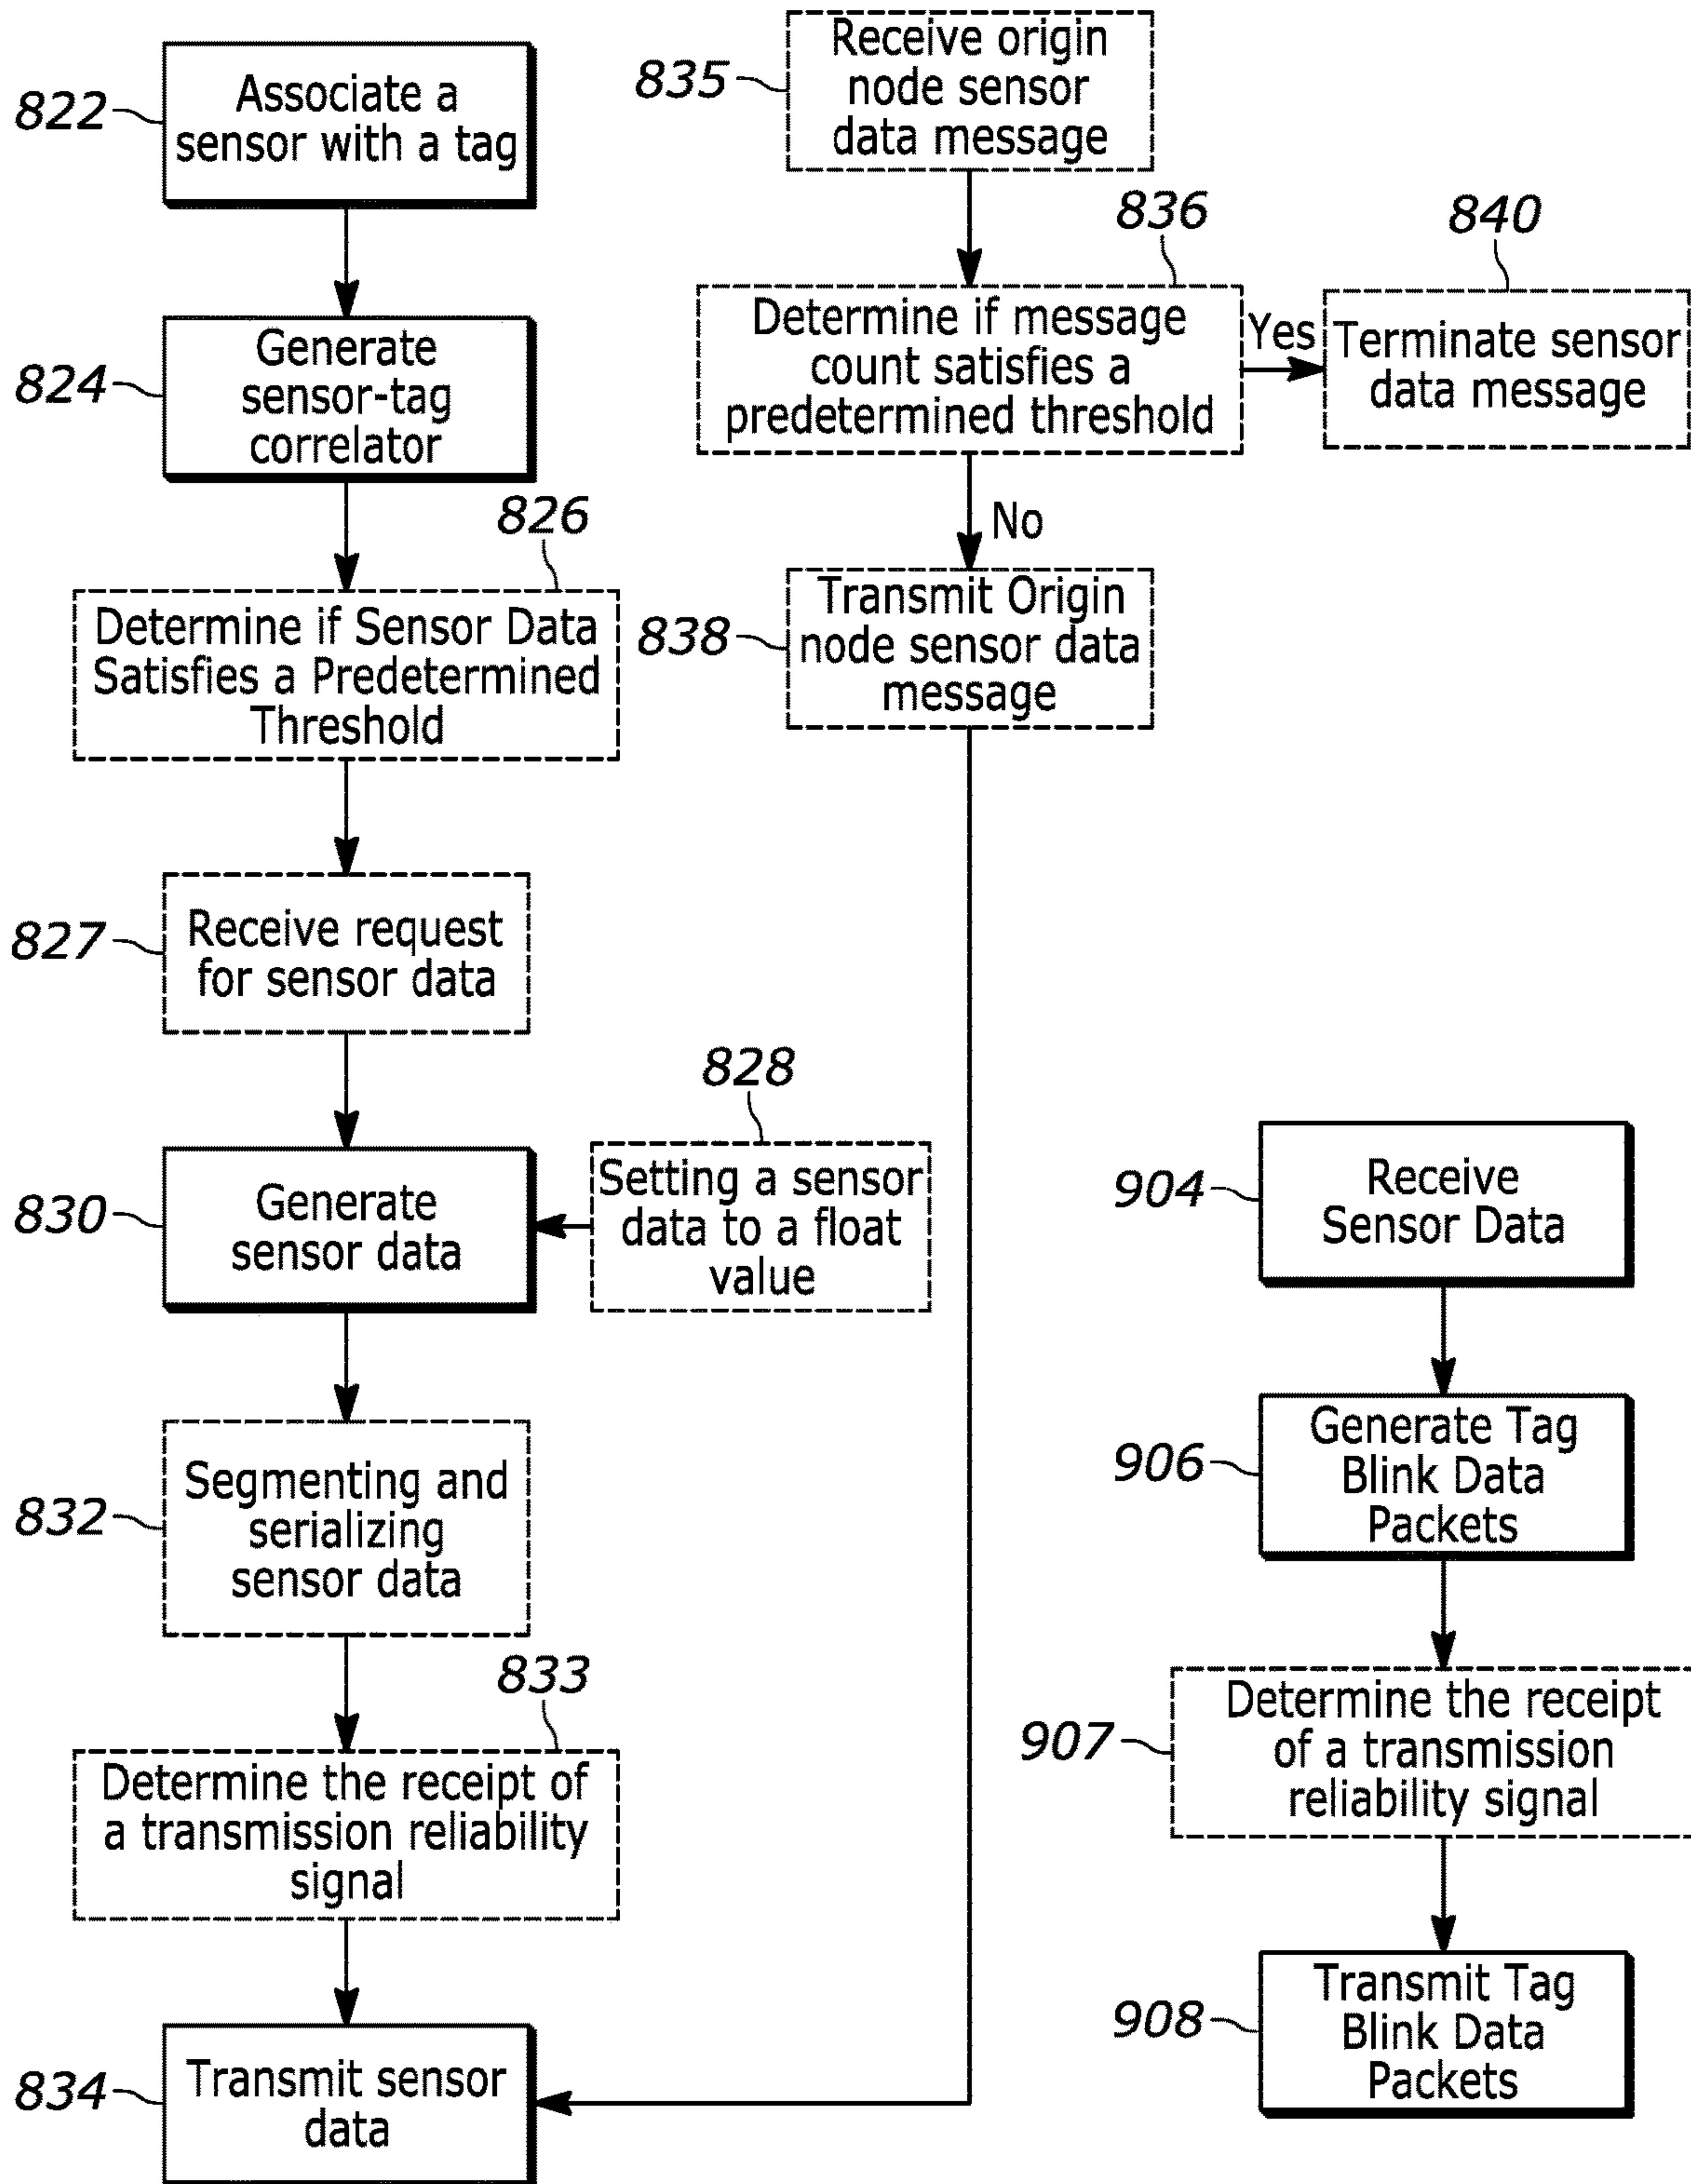 822
Associate a
sensor with a tag
824
Generate
sensor-tag
correlator
826
Determine if Sensor Data
Satisfies a Predetermined
Threshold
827
Receive request
for sensor data
828
Setting a sensor
data to a float
value
830
Generate
sensor data
832
Segmenting and
serializing
sensor data
833
Determine the receipt of
a transmission reliability
signal
834
Transmit sensor
data
835
Receive origin
node sensor
data message
836
Determine if message
count satisfies a
predetermined threshold
Yes
840
Terminate sensor
data message
No
838
Transmit Origin
node sensor data
message
904
Receive
Sensor Data
906
Generate Tag
Blink Data
Packets
907
Determine the receipt
of a transmission
reliability signal
908
Transmit Tag
Blink Data
Packets